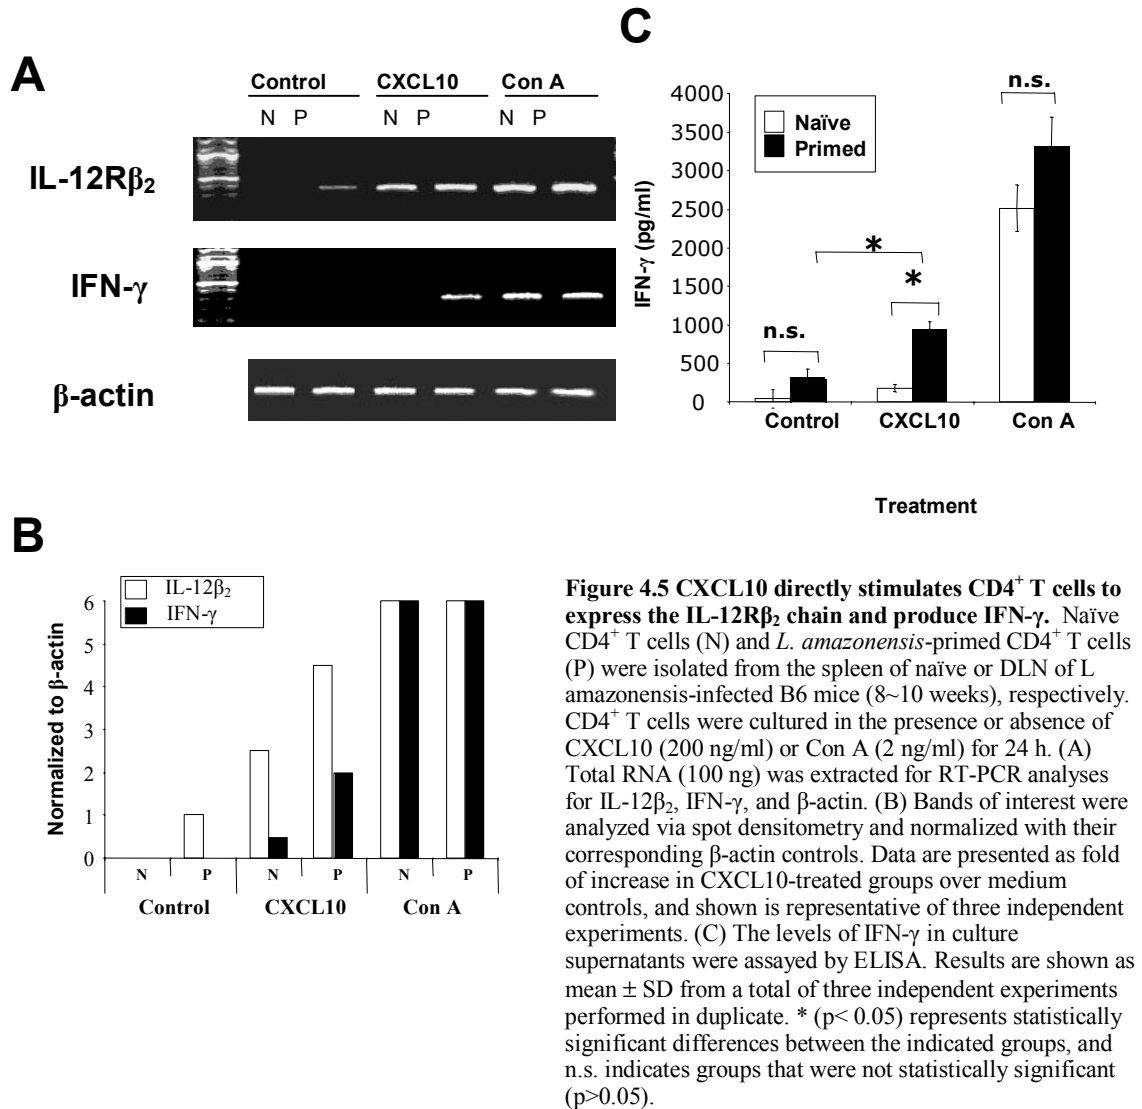 A
Control CXCL10 Con A
N P N P N P
IL-12Rβ₂
IFN-γ
β-actin
C
4000
3500
3000
2500
2000
1500
1000
500
0
IFN-γ (pg/ml)
Naïve
Primed
n.s.
*
*
n.s.
Control CXCL10 Con A
Treatment
B
IL-12β₂
IFN-γ
6
5
4
3
2
1
0
Normalized to β-actin
N P N P N P
Control CXCL10 Con A
Figure 4.5 CXCL10 directly stimulates CD4⁺ T cells to
express the IL-12Rβ₂ chain and produce IFN-γ. Naïve
CD4⁺ T cells (N) and L. amazonensis-primed CD4⁺ T cells
(P) were isolated from the spleen of naïve or DLN of L
amazonensis-infected B6 mice (8~10 weeks), respectively.
CD4⁺ T cells were cultured in the presence or absence of
CXCL10 (200 ng/ml) or Con A (2 ng/ml) for 24 h. (A)
Total RNA (100 ng) was extracted for RT-PCR analyses
for IL-12β₂, IFN-γ, and β-actin. (B) Bands of interest were
analyzed via spot densitometry and normalized with their
corresponding β-actin controls. Data are presented as fold
of increase in CXCL10-treated groups over medium
controls, and shown is representative of three independent
experiments. (C) The levels of IFN-γ in culture
supernatants were assayed by ELISA. Results are shown as
mean ± SD from a total of three independent experiments
performed in duplicate. * (p< 0.05) represents statistically
significant differences between the indicated groups, and
n.s. indicates groups that were not statistically significant
(p>0.05).